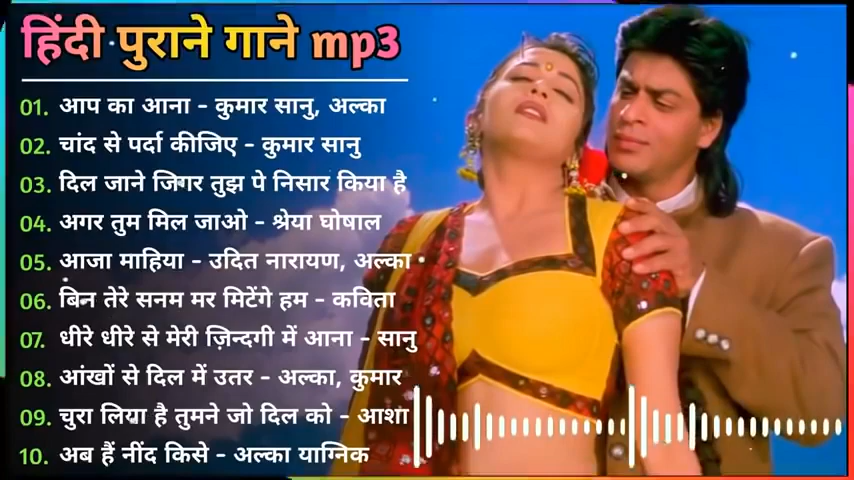 हिंदी पुराने गाने mp3
01. आप का आना - कुमार सानु, अल्का
02. चांद से पर्दा कीजिए - कुमार सानु
03. दिल जाने जिगर तुझ पे निसार किया है
04. अगर तुम मिल जाओ - श्रेया घोषाल
05. आजा माहिया - उदित नारायण, अल्का
06. बिन तेरे सनम मर मिटेंगे हम - कविता
07. धीरे धीरे से मेरी ज़िन्दगी में आना - सानु
08. आंखों से दिल में उतर - अल्का, कुमार
09. चुरा लिया है तुमने जो दिल को - आशा
10. अब हैं नींद किसे - अल्का याग्निक